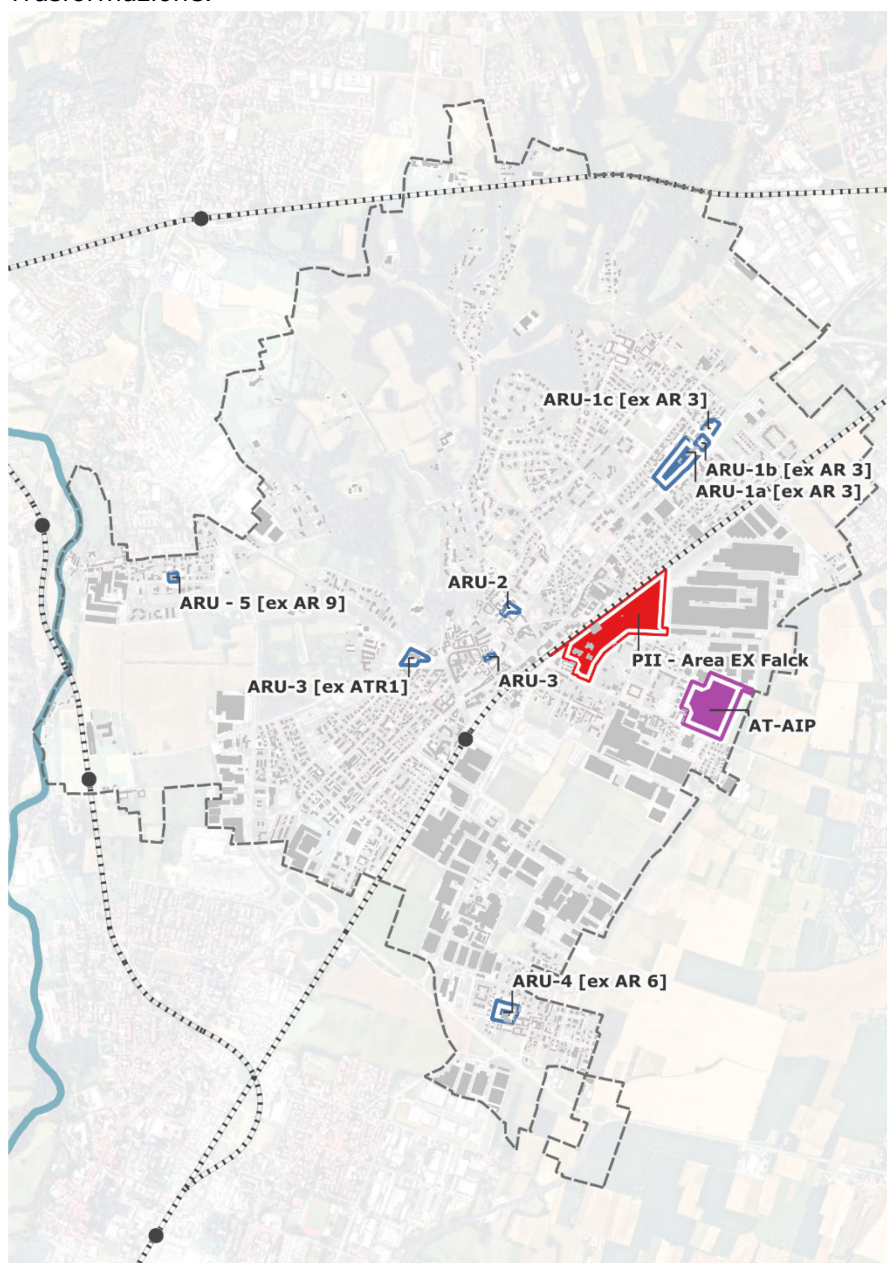 Trasformazione.
ARU-1c [ex AR 3]
ARU-1b [ex AR 3]
ARU-1a [ex AR 3]
ARU-2
ARU - 5 [ex AR 9]
ARU-3
PII - Area EX Falck
ARU-3 [ex ATR1]
AT-AIP
ARU-4 [ex AR 6]